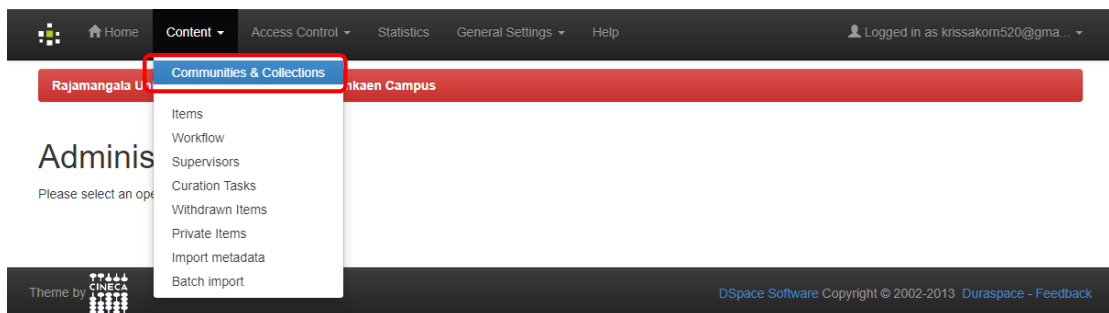 Home Content Access Control Statistics General Settings Help Logged in as krissakorn520@gma...
Communities & Collections
Rajamangala Un nkaen Campus
Items
Workflow
Adminis
Supervisors
Please select an ope
Curation Tasks
Withdrawn Items
Private Items
Import metadata
Batch import
Theme by CINECA DSpace Software Copyright © 2002-2013 Duraspace - Feedback